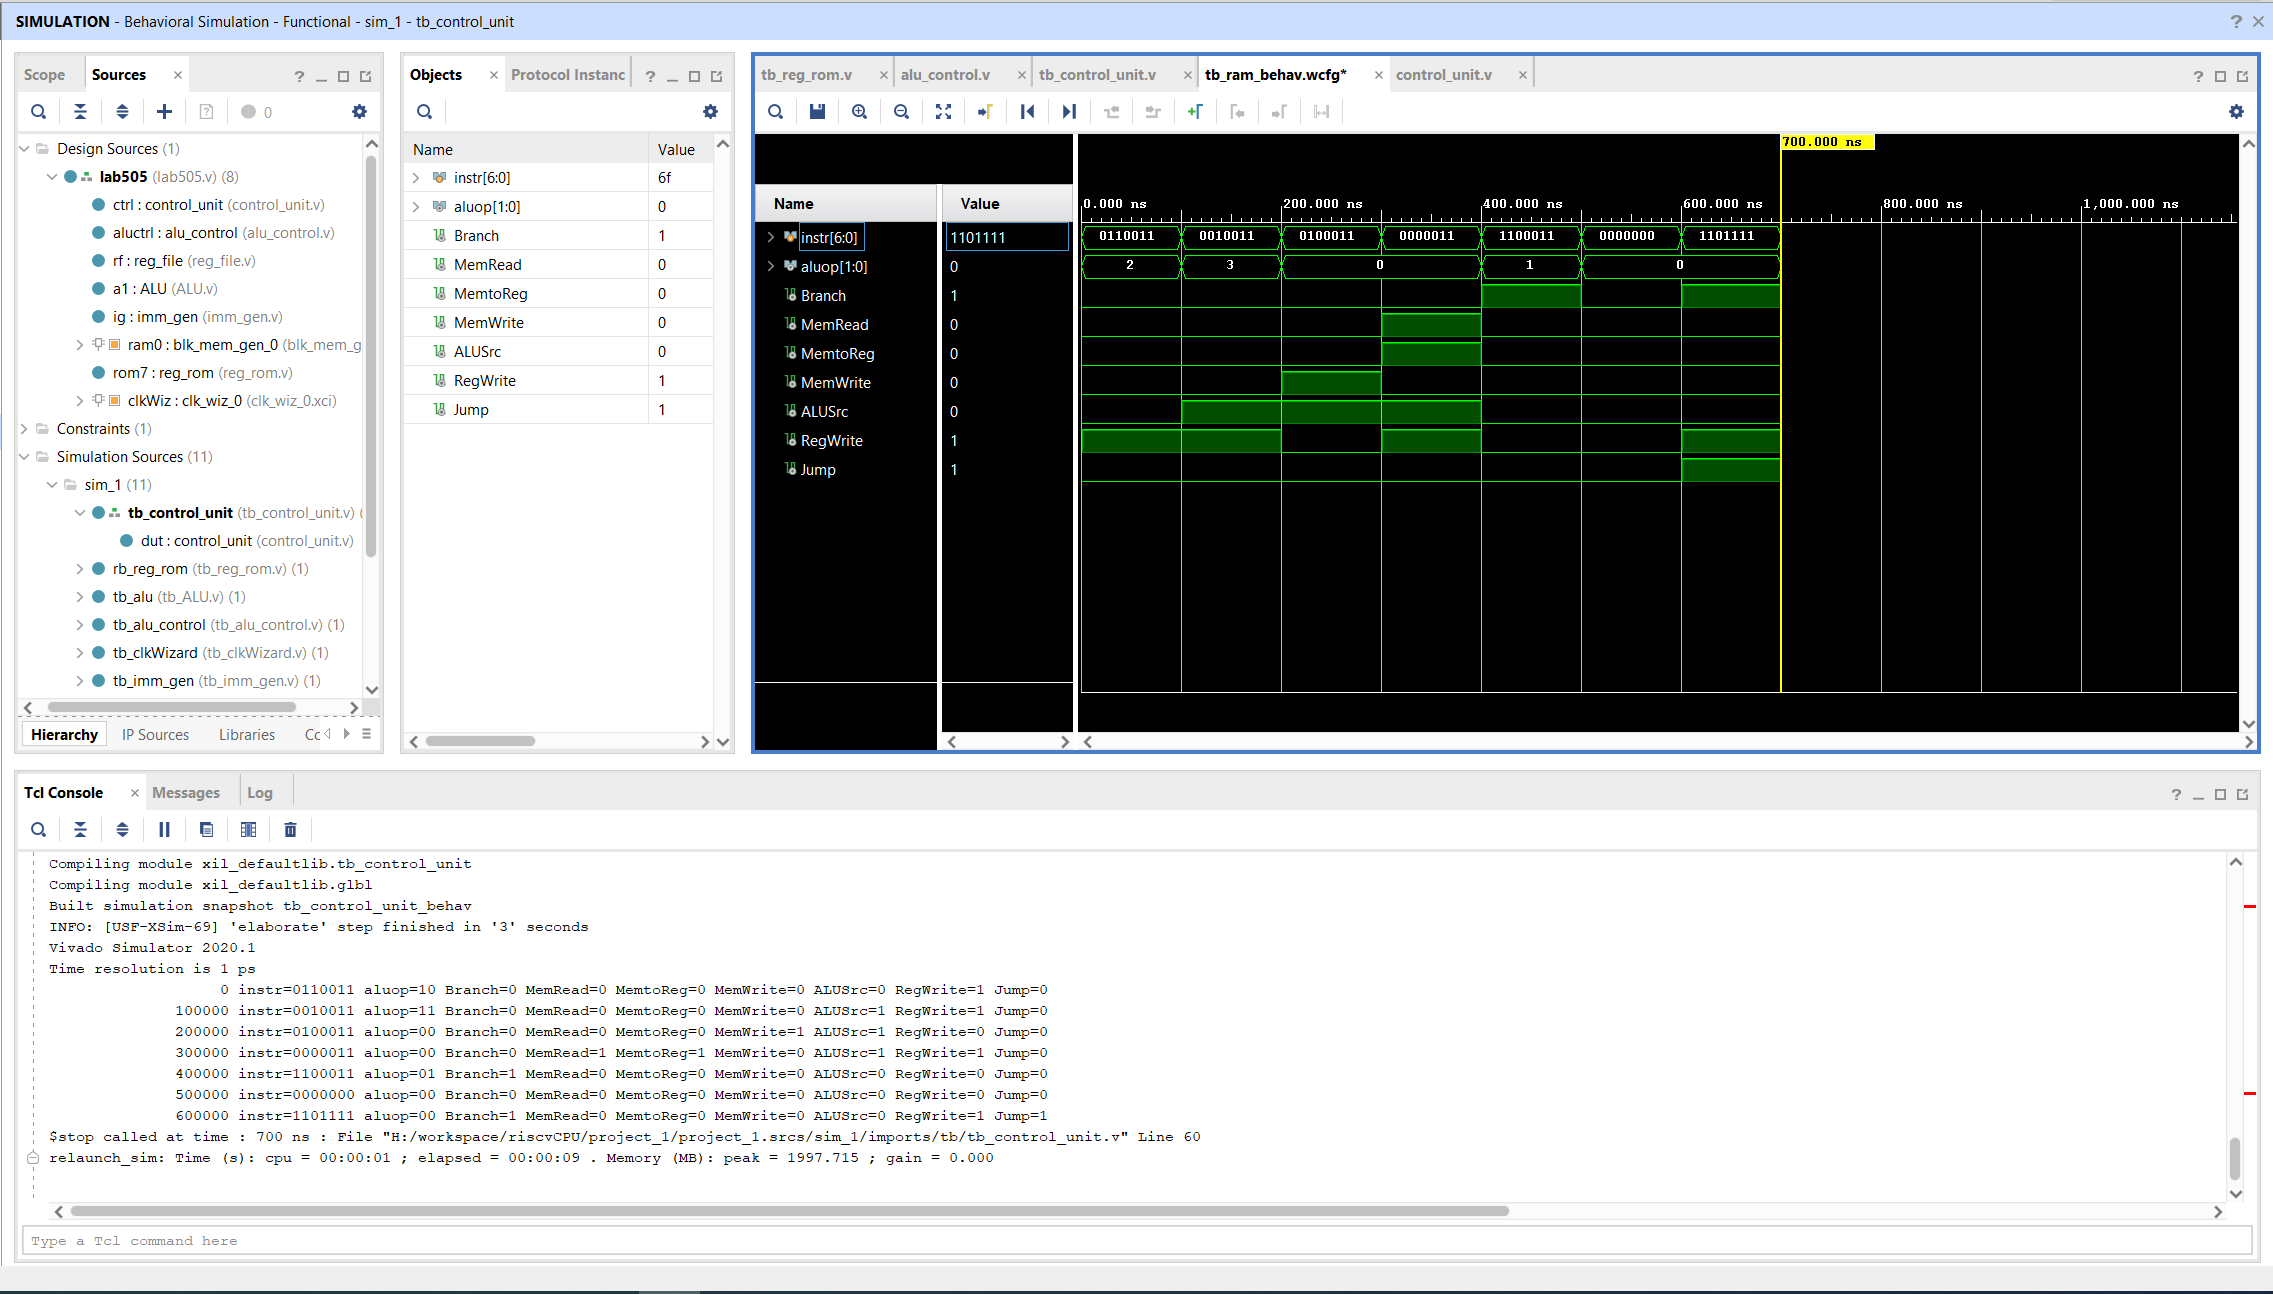 SIMULATION - Behavioral Simulation - Functional - sim_1 - tb_control_unit
Scope
Sources
0
Design Sources (1)
lab505 (lab505.v) (8)
ctrl : control_unit (control_unit.v)
aluctrl : alu_control (alu_control.v)
rf : reg_file (reg_file.v)
a1 : ALU (ALU.v)
ig : imm_gen (imm_gen.v)
ram0 : blk_mem_gen_0 (blk_mem_g
rom7 : reg_rom (reg_rom.v)
clkWiz : clk_wiz_0 (clk_wiz_0.xci)
Constraints (1)
Simulation Sources (11)
sim_1 (11)
tb_control_unit (tb_control_unit.v) (
dut : control_unit (control_unit.v)
rb_reg_rom (tb_reg_rom.v) (1)
tb_alu (tb_ALU.v) (1)
tb_alu_control (tb_alu_control.v) (1)
tb_clkWizard (tb_clkWizard.v) (1)
tb_imm_gen (tb_imm_gen.v) (1)
Hierarchy IP Sources Libraries Cc
Objects
Protocol Instanc
Name Value
instr[6:0] 6f
aluop[1:0] 0
Branch 1
MemRead 0
MemtoReg 0
MemWrite 0
ALUSrc 0
RegWrite 1
Jump 1
tb_reg_rom.v
alu_control.v
tb_control_unit.v
tb_ram_behav.wcfg*
control_unit.v
700.000 ns
Name Value
0.000 ns 200.000 ns 400.000 ns 600.000 ns 800.000 ns 1,000.000 ns
instr[6:0] 1101111 0110011 0010011 0100011 0000011 1100011 0000000 1101111
aluop[1:0] 0 2 3 0 1 0
Branch 1
MemRead 0
MemtoReg 0
MemWrite 0
ALUSrc 0
RegWrite 1
Jump 1
Tcl Console
Messages
Log
Compiling module xil_defaultlib.tb_control_unit
Compiling module xil_defaultlib.glbl
Built simulation snapshot tb_control_unit_behav
INFO: [USF-XSim-69] 'elaborate' step finished in '3' seconds
Vivado Simulator 2020.1
Time resolution is 1 ps
0 instr=0110011 aluop=10 Branch=0 MemRead=0 MemtoReg=0 MemWrite=0 ALUSrc=0 RegWrite=1 Jump=0
100000 instr=0010011 aluop=11 Branch=0 MemRead=0 MemtoReg=0 MemWrite=0 ALUSrc=1 RegWrite=1 Jump=0
200000 instr=0100011 aluop=00 Branch=0 MemRead=0 MemtoReg=0 MemWrite=1 ALUSrc=1 RegWrite=0 Jump=0
300000 instr=0000011 aluop=00 Branch=0 MemRead=1 MemtoReg=1 MemWrite=0 ALUSrc=1 RegWrite=1 Jump=0
400000 instr=1100011 aluop=01 Branch=1 MemRead=0 MemtoReg=0 MemWrite=0 ALUSrc=0 RegWrite=0 Jump=0
500000 instr=0000000 aluop=00 Branch=0 MemRead=0 MemtoReg=0 MemWrite=0 ALUSrc=0 RegWrite=0 Jump=0
600000 instr=1101111 aluop=00 Branch=1 MemRead=0 MemtoReg=0 MemWrite=0 ALUSrc=0 RegWrite=1 Jump=1
$stop called at time : 700 ns : File "H:/workspace/riscvCPU/project_1/project_1.srcs/sim_1/imports/tb/tb_control_unit.v" Line 60
relaunch_sim: Time (s): cpu = 00:00:01 ; elapsed = 00:00:09 . Memory (MB): peak = 1997.715 ; gain = 0.000
Type a Tcl command here